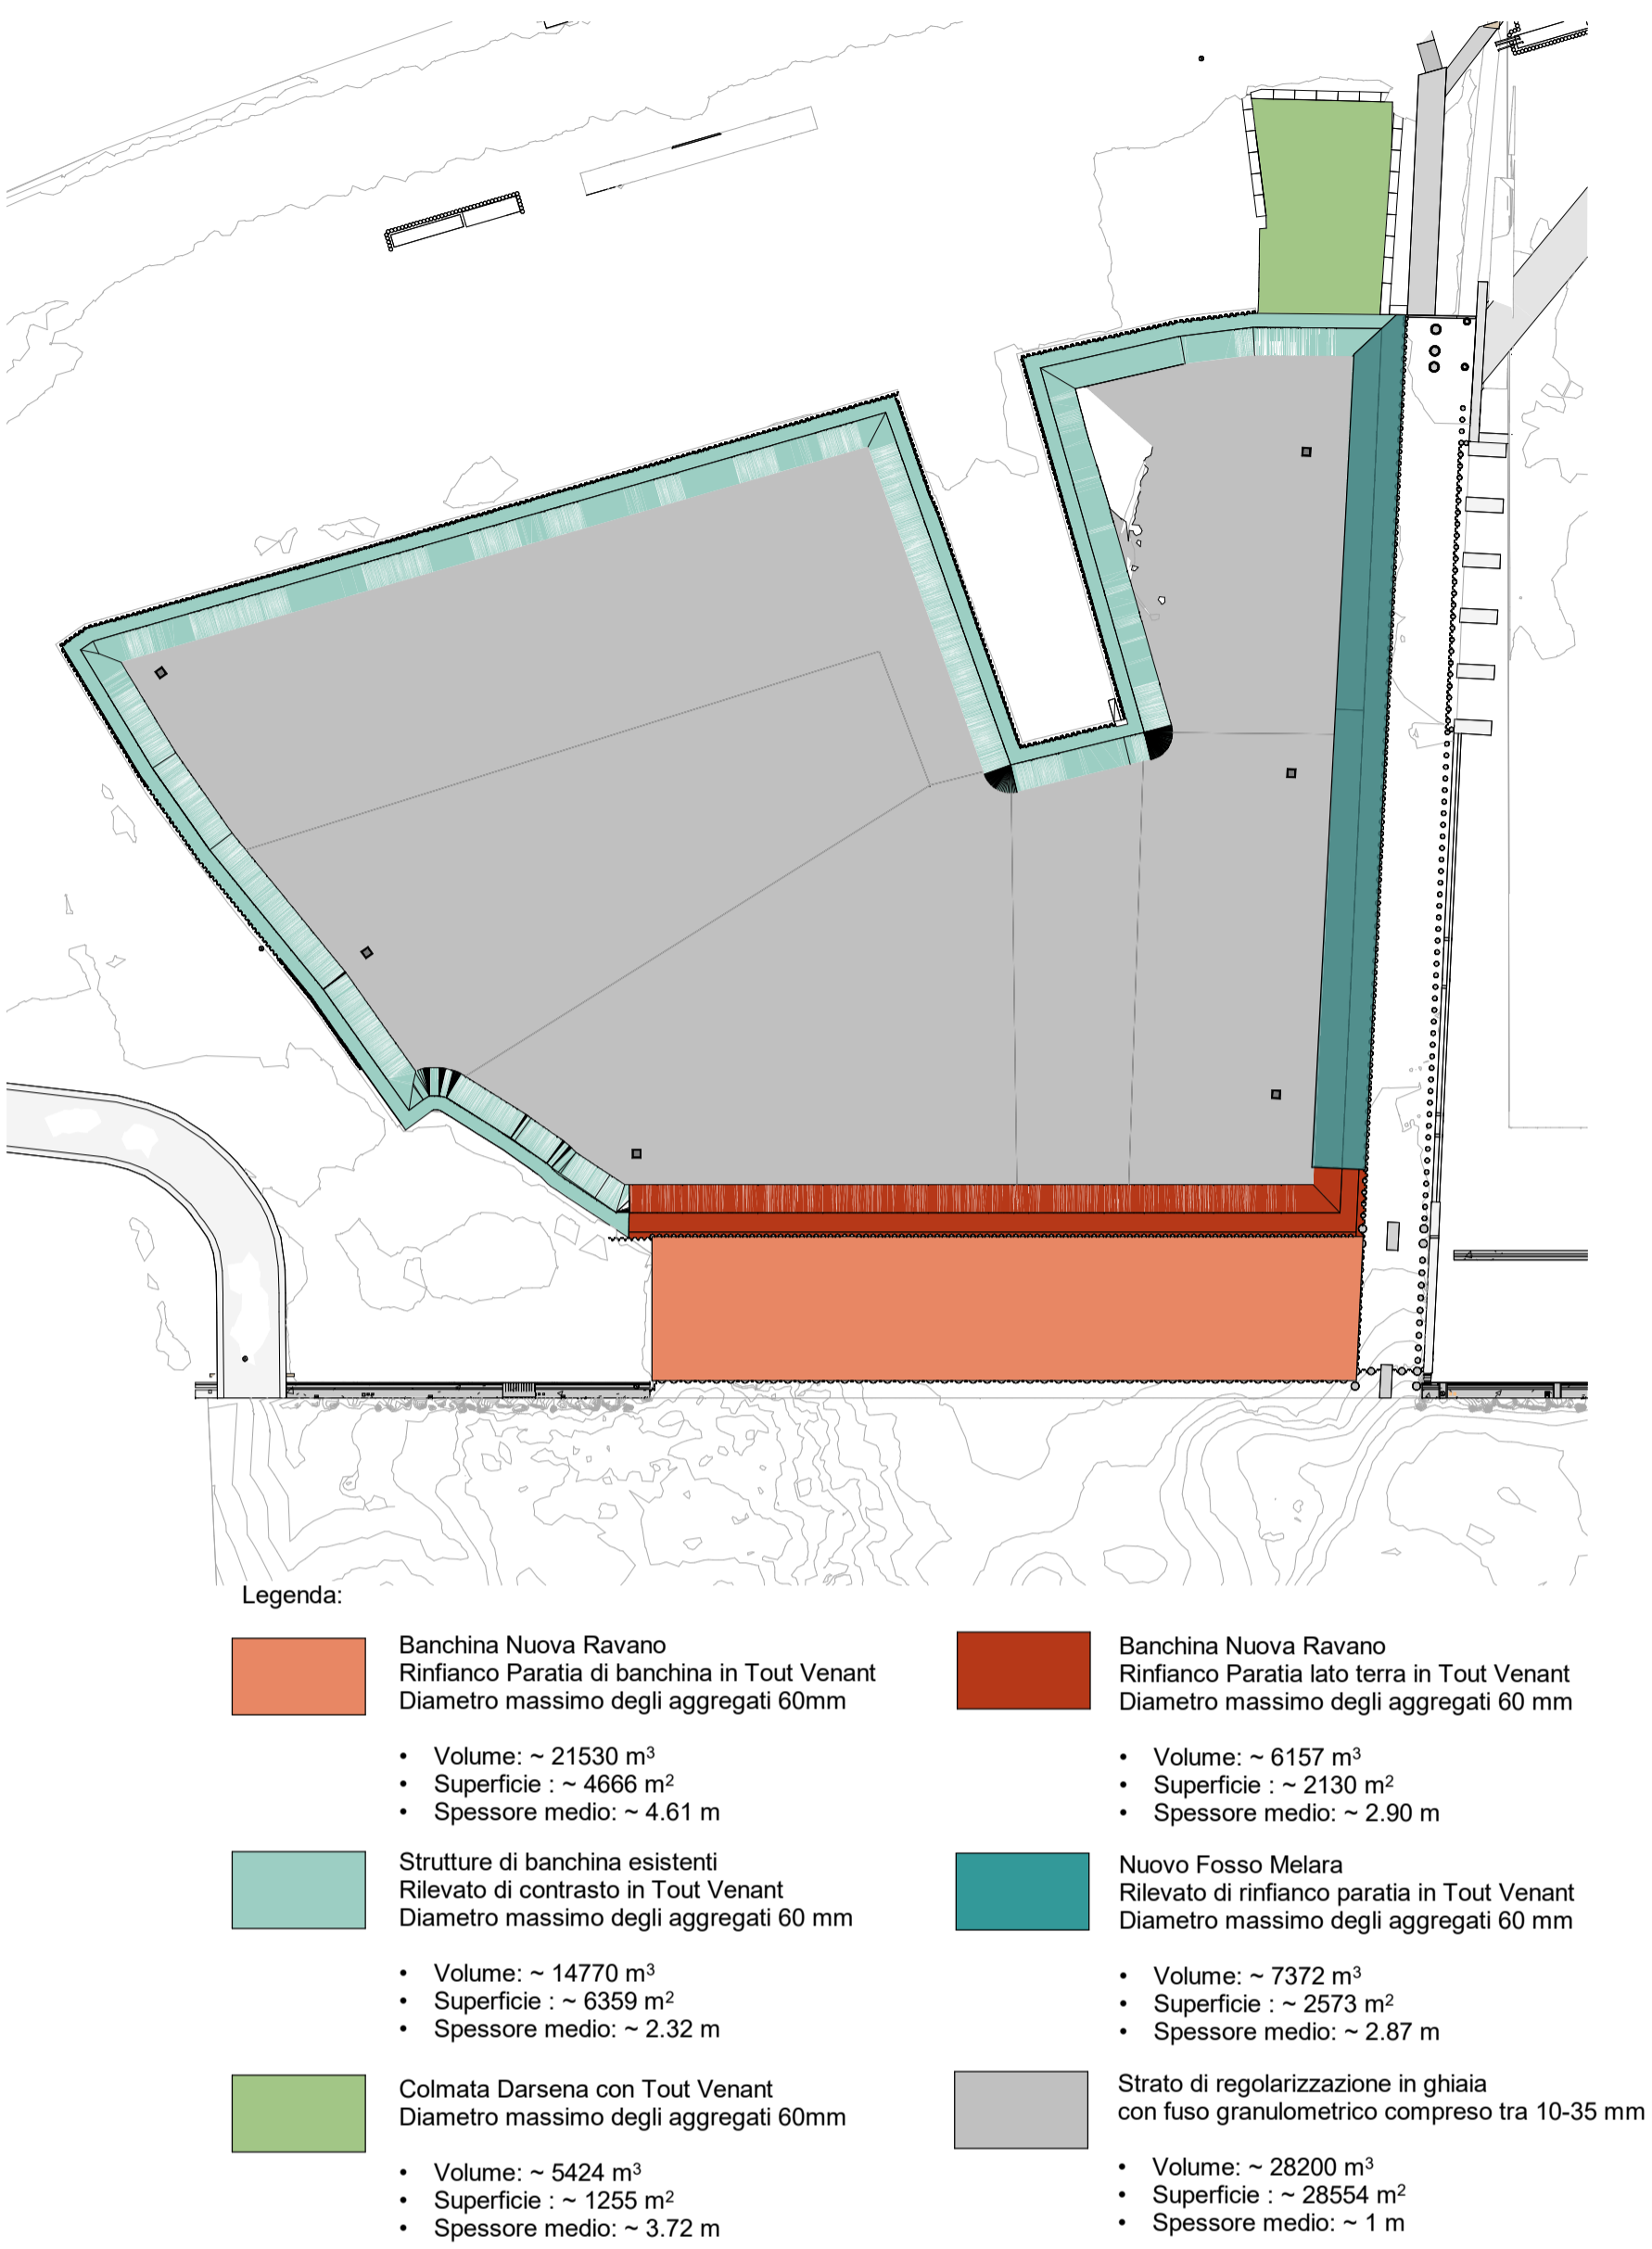 Legenda:
Banchina Nuova Ravano
Rinfianco Paratia di banchina in Tout Venant
Diametro massimo degli aggregati 60mm
• Volume: ~ 21530 m³
• Superficie : ~ 4666 m²
• Spessore medio: ~ 4.61 m
Banchina Nuova Ravano
Rinfianco Paratia lato terra in Tout Venant
Diametro massimo degli aggregati 60 mm
• Volume: ~ 6157 m³
• Superficie : ~ 2130 m²
• Spessore medio: ~ 2.90 m
Strutture di banchina esistenti
Rilevato di contrasto in Tout Venant
Diametro massimo degli aggregati 60 mm
• Volume: ~ 14770 m³
• Superficie : ~ 6359 m²
• Spessore medio: ~ 2.32 m
Nuovo Fosso Melara
Rilevato di rinfianco paratia in Tout Venant
Diametro massimo degli aggregati 60 mm
• Volume: ~ 7372 m³
• Superficie : ~ 2573 m²
• Spessore medio: ~ 2.87 m
Colmata Darsena con Tout Venant
Diametro massimo degli aggregati 60mm
• Volume: ~ 5424 m³
• Superficie : ~ 1255 m²
• Spessore medio: ~ 3.72 m
Strato di regolarizzazione in ghiaia
con fuso granulometrico compreso tra 10-35 mm
• Volume: ~ 28200 m³
• Superficie : ~ 28554 m²
• Spessore medio: ~ 1 m